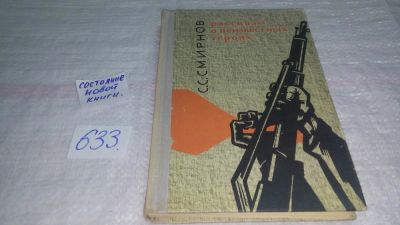 состояние
новой
книги.
633.
С.С.СМИРНОВ
рассказы
о неизвестных
героях